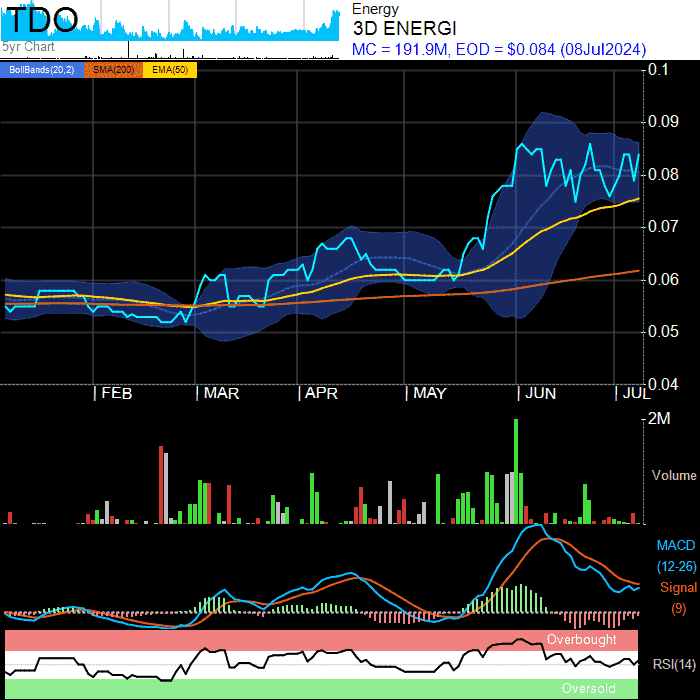 TDO
5yr Chart
Energy
3D ENERGI
MC = 191.9M, EOD = $0.084 (08Jul2024)
BollBands(20,2) SMA(200) EMA(50)
0.1
0.09
0.08
0.07
0.06
0.05
0.04
| FEB | MAR | APR | MAY | JUN | JUL
2M
Volume
MACD
(12-26)
Signal
(9)
Overbought
RSI(14)
Oversold